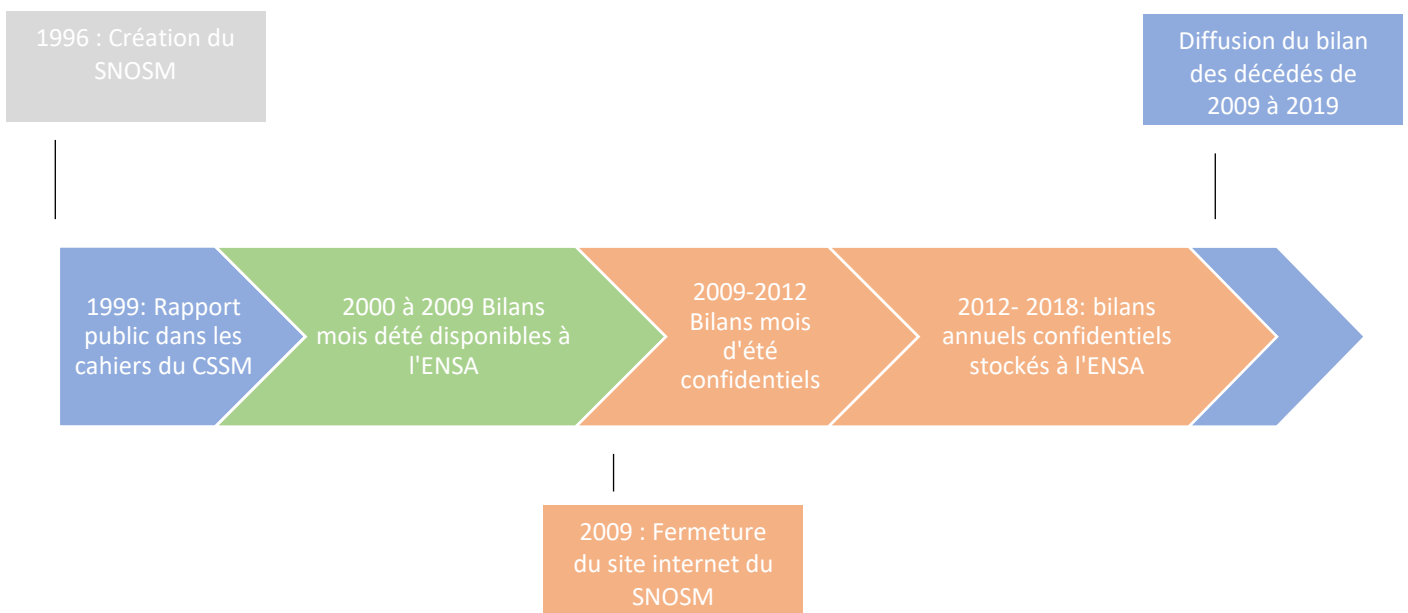 1996 : Création du
SNOSM
Diffusion du bilan
des décédés de
2009 à 2019
1999: Rapport
public dans les
cahiers du CSSM
2000 à 2009 Bilans
mois dété disponibles à
l'ENSA
2009-2012
Bilans mois
d'été
confidentiels
2012- 2018: bilans
annuels confidentiels
stockés à l'ENSA
2009 : Fermeture
du site internet du
SNOSM